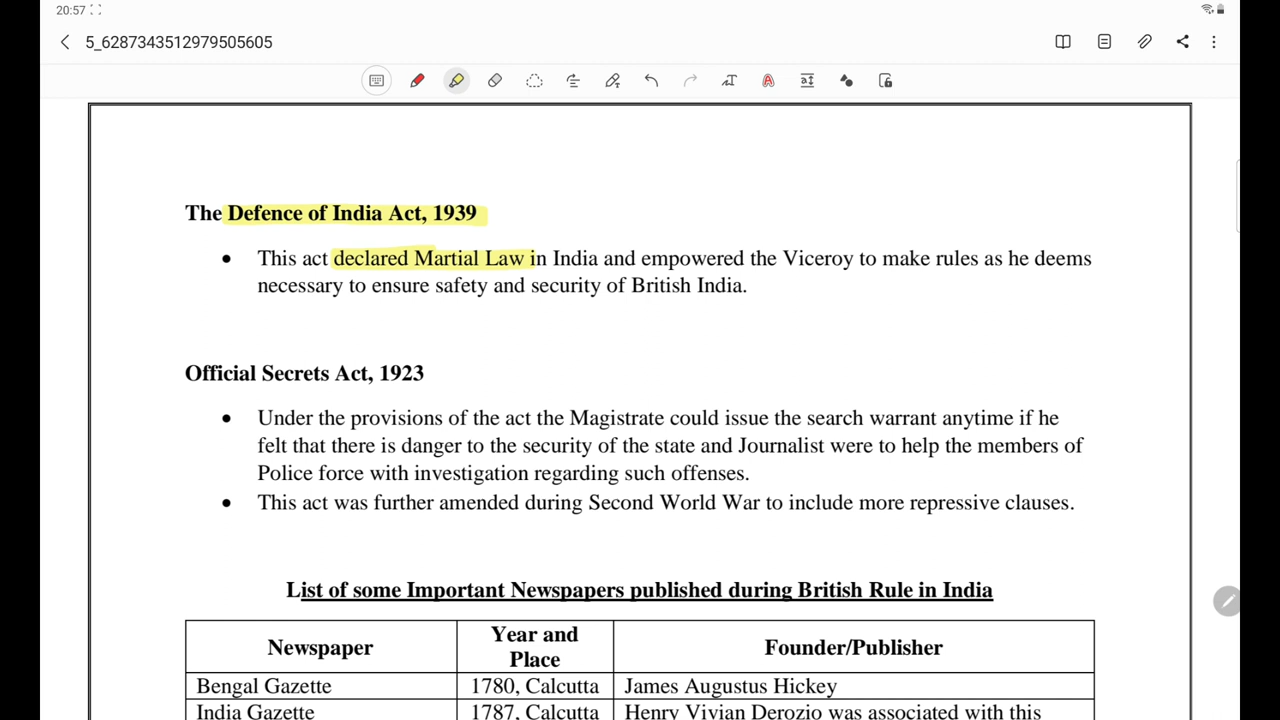 20:57
5_6287343512979505605
The Defence of India Act, 1939
• This act declared Martial Law in India and empowered the Viceroy to make rules as he deems
necessary to ensure safety and security of British India.
Official Secrets Act, 1923
• Under the provisions of the act the Magistrate could issue the search warrant anytime if he
felt that there is danger to the security of the state and Journalist were to help the members of
Police force with investigation regarding such offenses.
• This act was further amended during Second World War to include more repressive clauses.
List of some Important Newspapers published during British Rule in India
Newspaper Year and Place Founder/Publisher
Bengal Gazette 1780, Calcutta James Augustus Hickey
India Gazette 1787, Calcutta Henry Vivian Derozio was associated with this